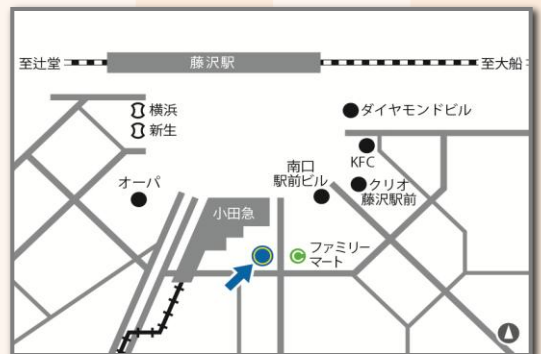 至辻堂
藤沢駅
至大船
横浜
新生
ダイヤモンドビル
KFC
オーパ
南口
駅前ビル
クリオ
藤沢駅前
小田急
C
ファミリー
マート